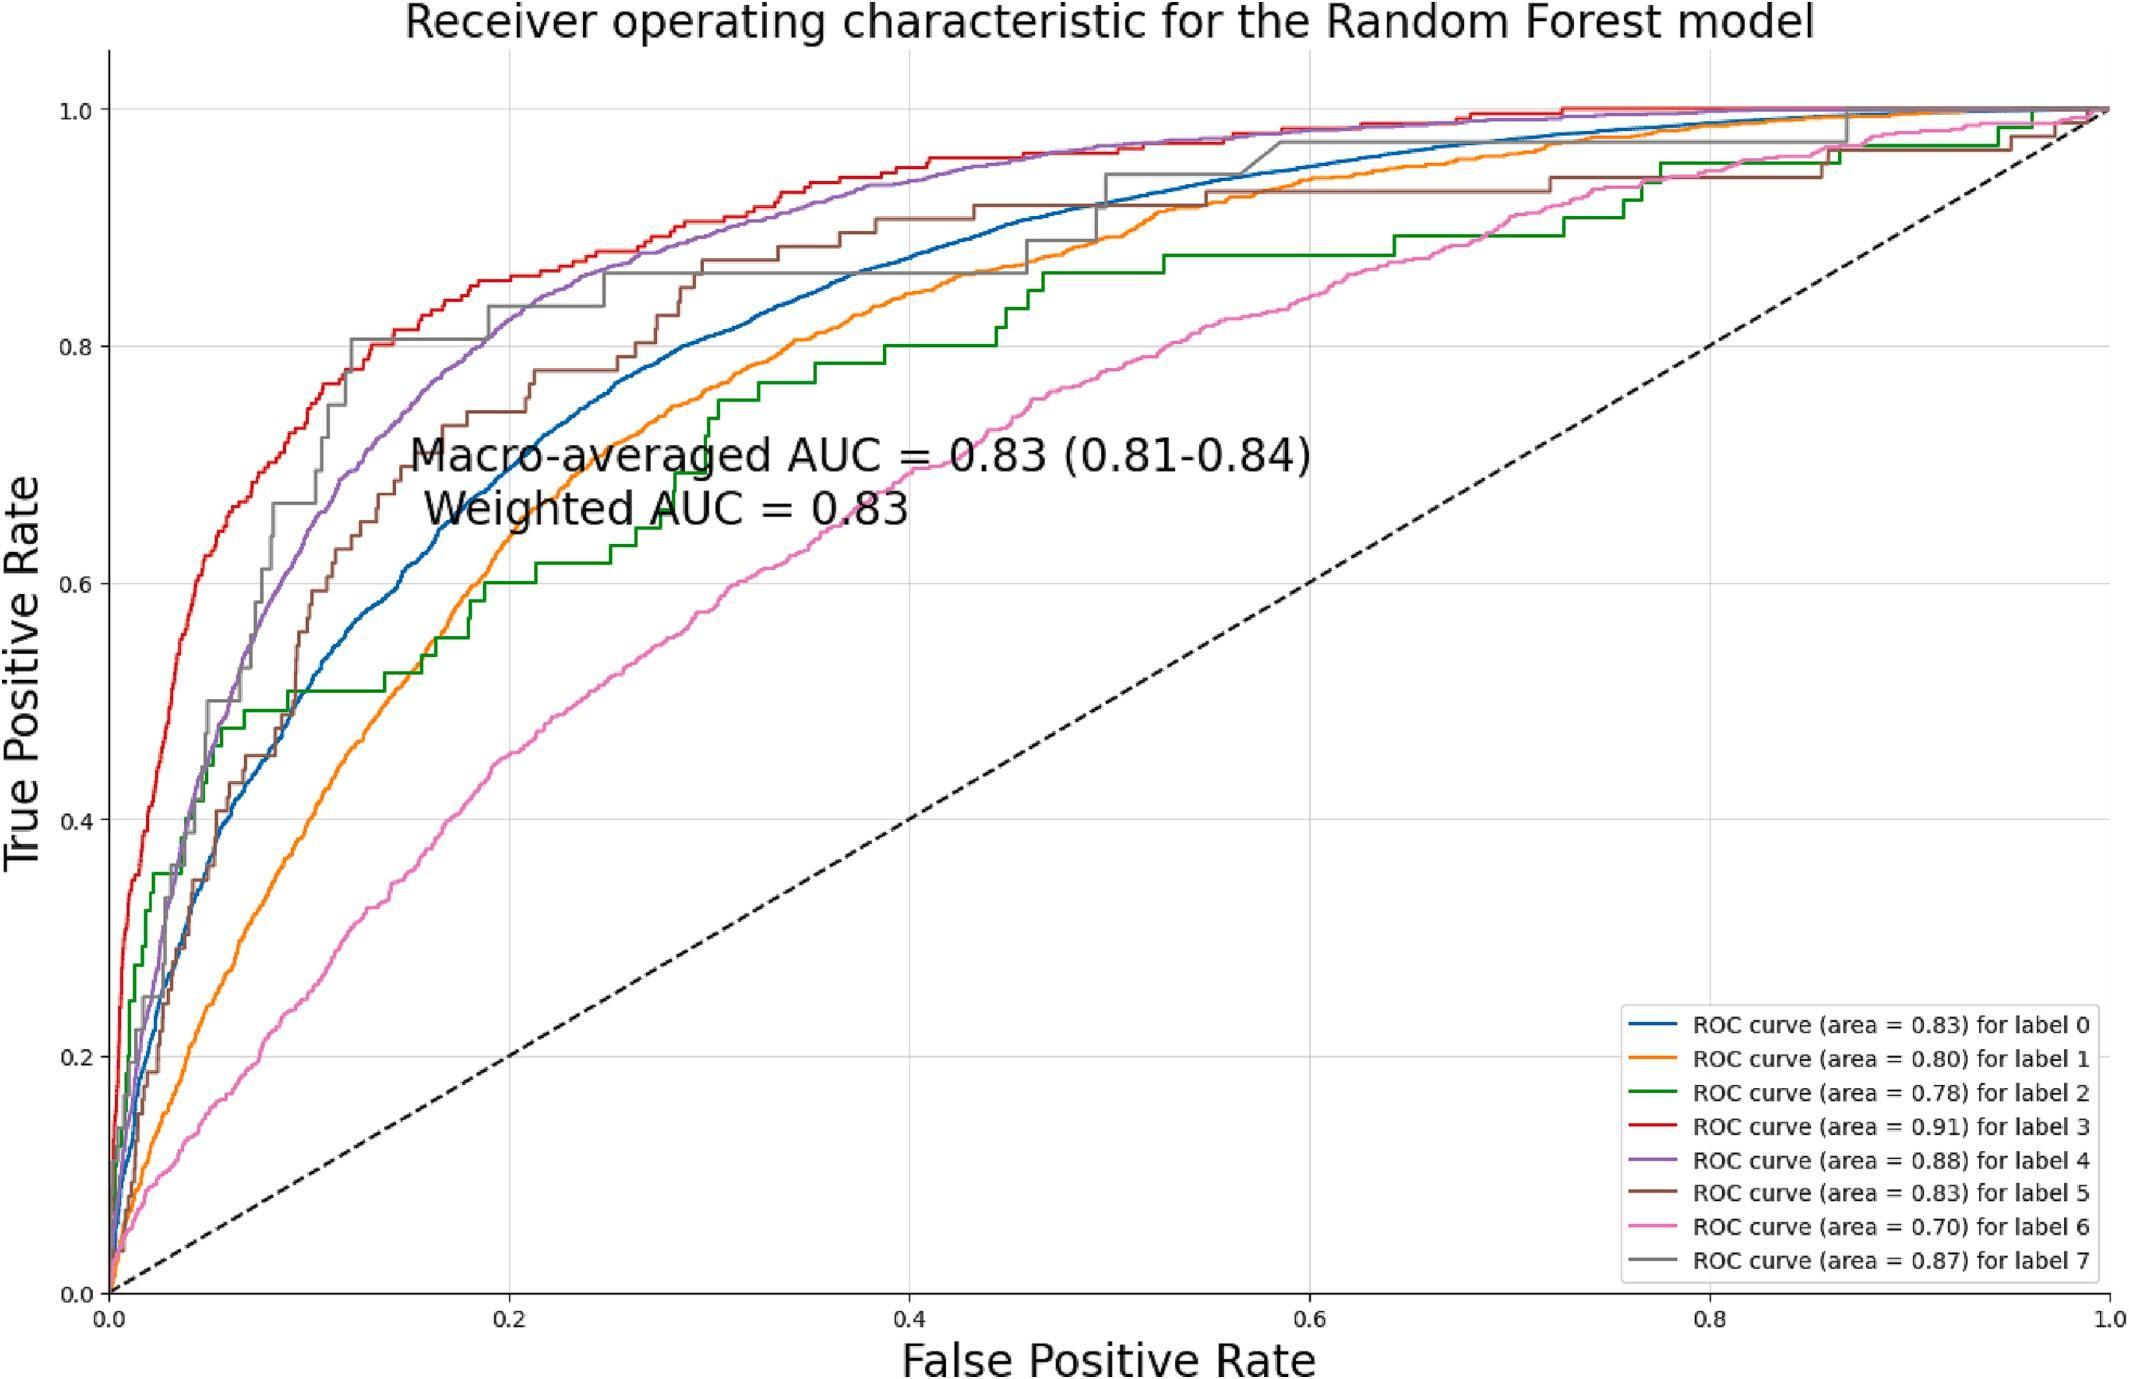 Receiver operating characteristic for the Random Forest model
True Positive Rate
1.0
0.8
0.6
0.4
0.2
0.0
Macro-averaged AUC = 0.83 (0.81-0.84)
Weighted AUC = 0.83
ROC curve (area = 0.83) for label 0
ROC curve (area = 0.80) for label 1
ROC curve (area = 0.78) for label 2
ROC curve (area = 0.91) for label 3
ROC curve (area = 0.88) for label 4
ROC curve (area = 0.83) for label 5
ROC curve (area = 0.70) for label 6
ROC curve (area = 0.87) for label 7
0.0 0.2 0.4 0.6 0.8 1.0
False Positive Rate